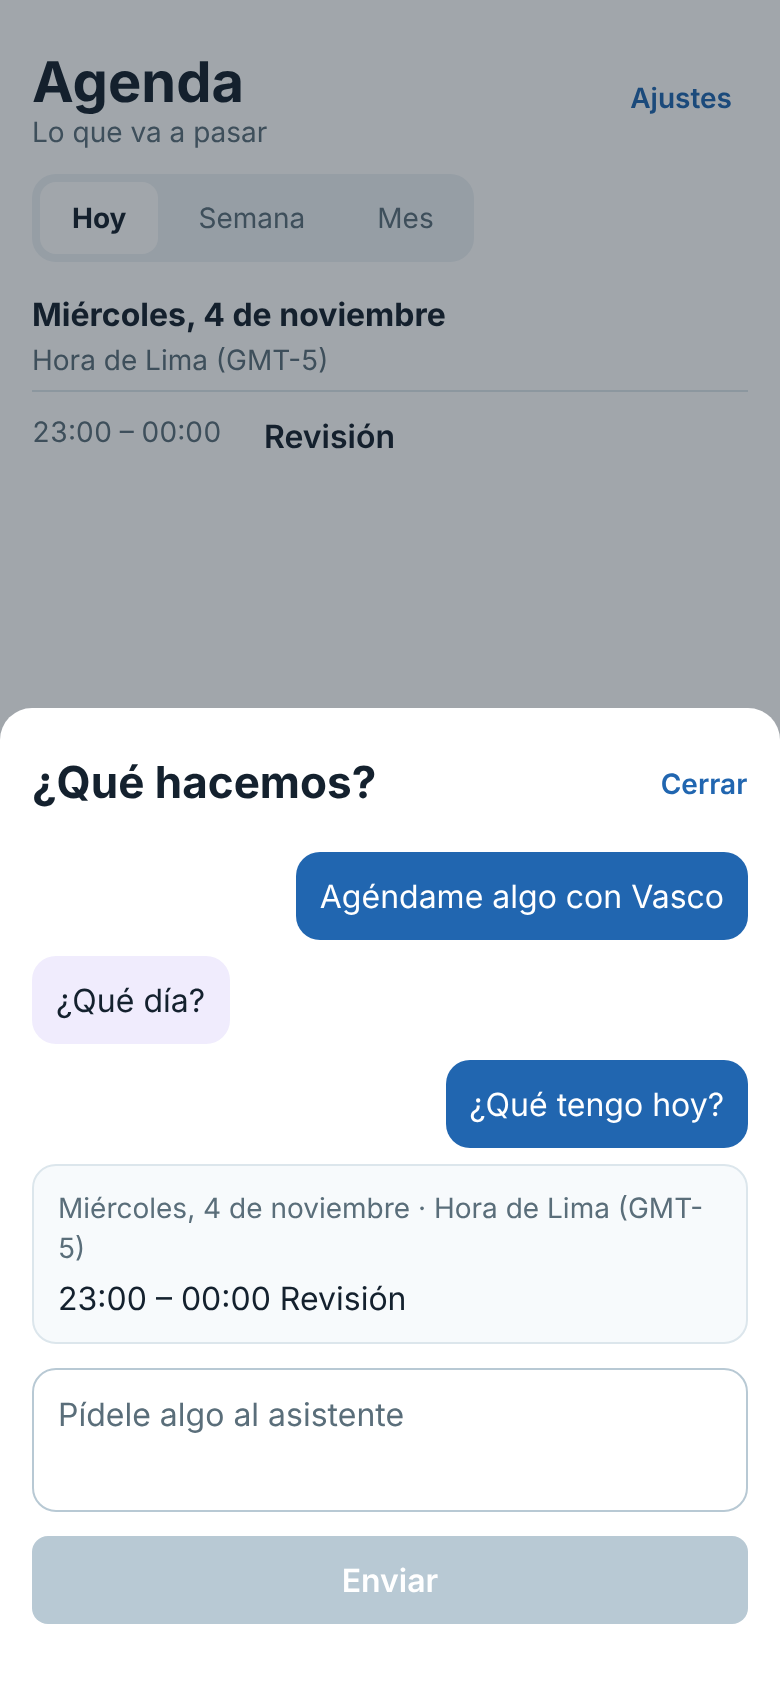 Agenda
Ajustes
Lo que va a pasar
Hoy
Semana
Mes
Miércoles, 4 de noviembre
Hora de Lima (GMT-5)
23:00 – 00:00
Revisión
¿Qué hacemos?
Cerrar
Agéndame algo con Vasco
¿Qué día?
¿Qué tengo hoy?
Miércoles, 4 de noviembre · Hora de Lima (GMT-
5)
23:00 – 00:00 Revisión
Pídele algo al asistente
Enviar